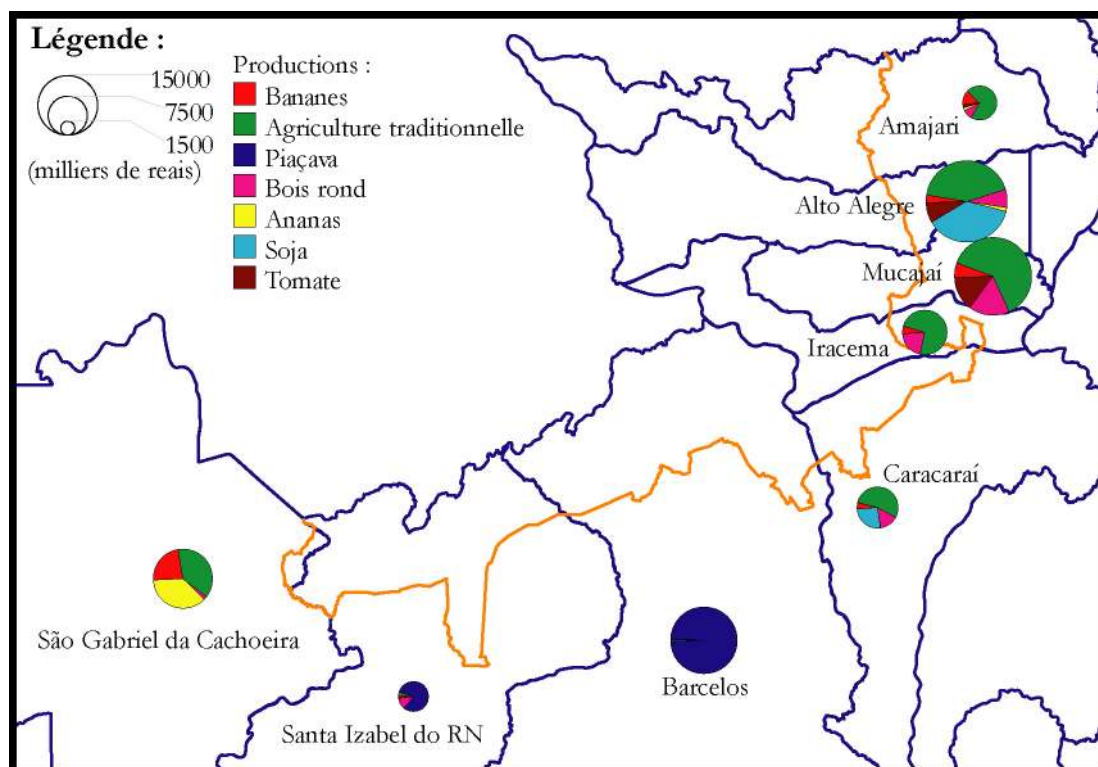 Légende :
15000
7500
1500
(milliers de reais)
Productions :
Bananes
Agriculture traditionnelle
Piaçava
Bois rond
Ananas
Soja
Tomate
Amajari
Alto Alegre
Mucajaí
Iracema
Caracaraí
São Gabriel da Cachoeira
Santa Izabel do RN
Barcelos